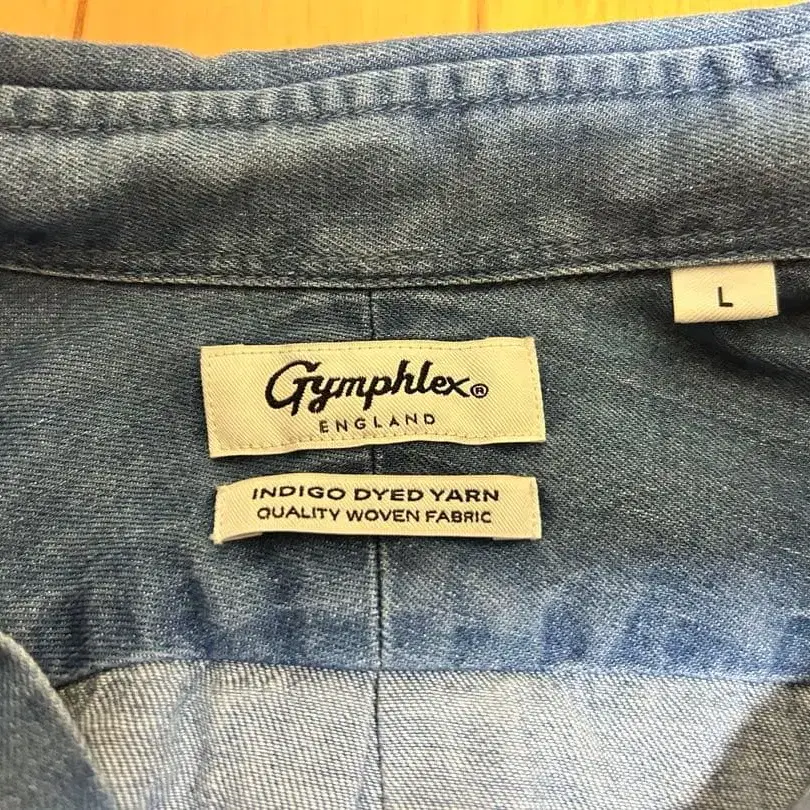 L
Gymphlex®
ENGLAND
INDIGO DYED YARN
QUALITY WOVEN FABRIC